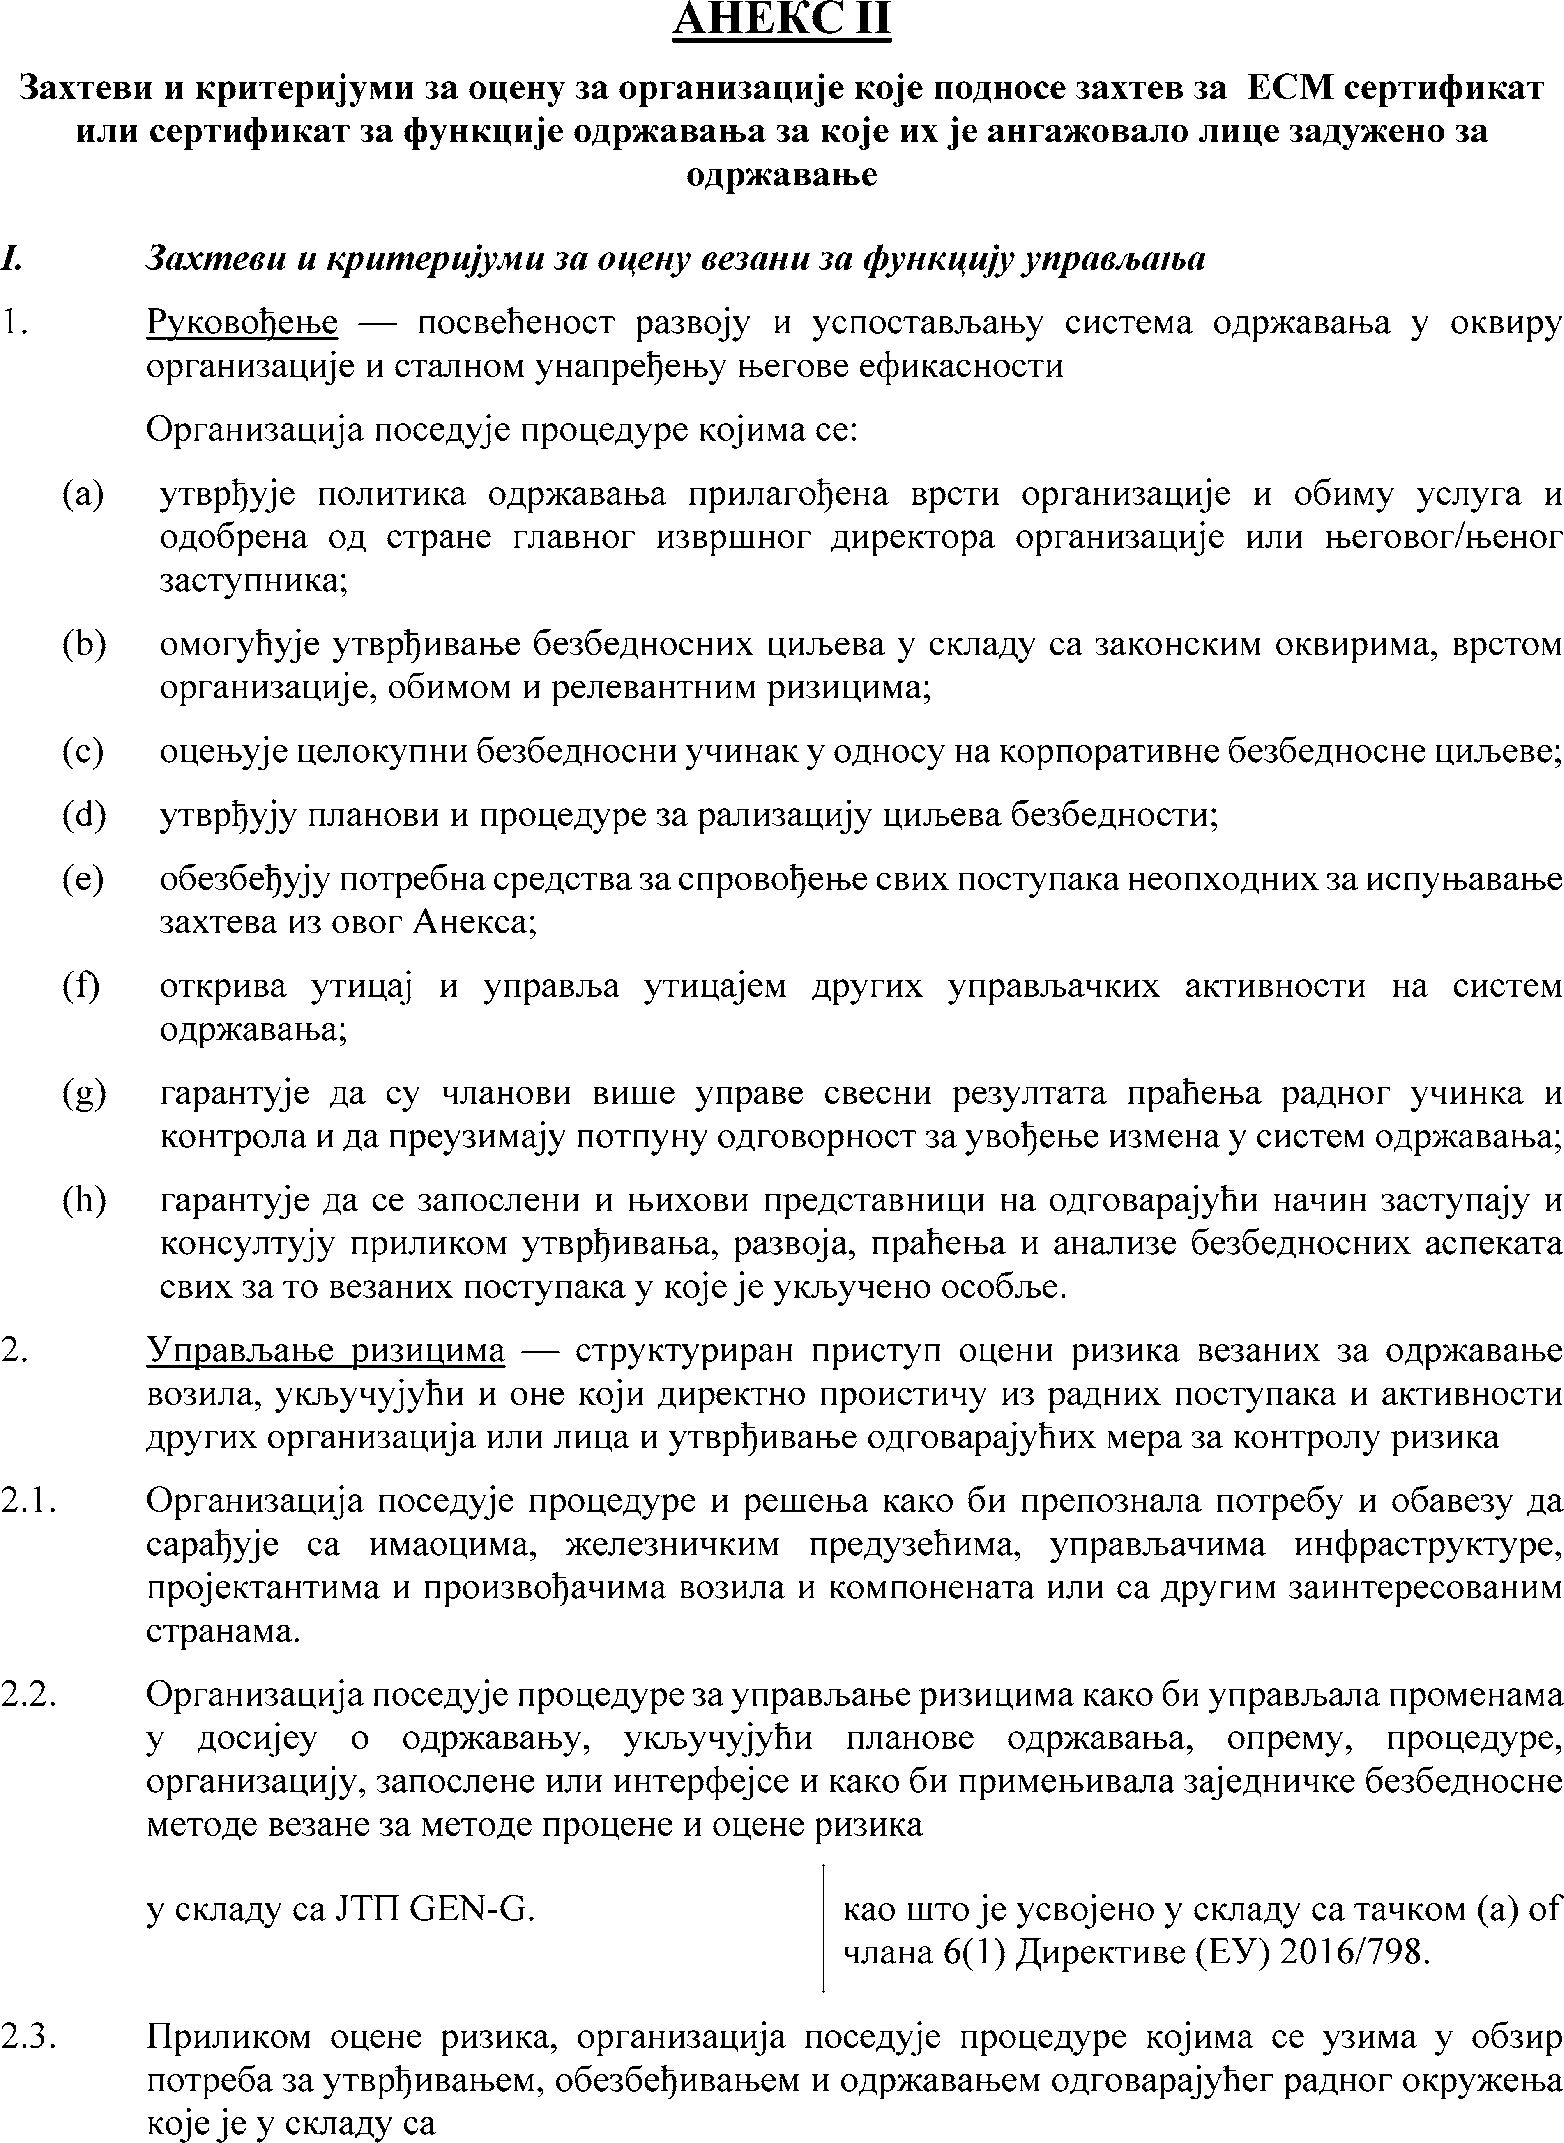 АНЕКС II
Захтеви и критеријуми за оцену за организације које подносе захтев за ECM сертификат
или сертификат за функције одржавања за које их је ангажовало лице задужено за
одржавање
I. Захтеви и критеријуми за оцену везани за функцију управљања
1. Руковођење — посвећеност развоју и успостављању система одржавања у оквиру
организације и сталном унапређењу његове ефикасности
Организација поседује процедуре којима се:
(a) утврђује политика одржавања прилагођена врсти организације и обиму услуга и
одобрена од стране главног извршног директора организације или његовог/њеног
заступника;
(b) омогућује утврђивање безбедносних циљева у складу са законским оквирима, врстом
организације, обимом и релевантним ризицима;
(c) оцењује целокупни безбедносни учинак у односу на корпоративне безбедносне циљеве;
(d) утврђују планови и процедуре за рализацију циљева безбедности;
(e) обезбеђују потребна средства за спровођење свих поступака неопходних за испуњавање
захтева из овог Анекса;
(f) открива утицај и управља утицајем других управљачких активности на систем
одржавања;
(g) гарантује да су чланови више управе свесни резултата праћења радног учинка и
контрола и да преузимају потпуну одговорност за увођење измена у систем одржавања;
(h) гарантује да се запослени и њихови представници на одговарајући начин заступају и
консултују приликом утврђивања, развоја, праћења и анализе безбедносних аспеката
свих за то везаних поступака у које је укључено особље.
2. Управљање ризицима — структуриран приступ оцени ризика везаних за одржавање
возила, укључујући и оне који директно проистичу из радних поступака и активности
других организација или лица и утврђивање одговарајућих мера за контролу ризика
2.1. Организација поседује процедуре и решења како би препознала потребу и обавезу да
сарађује са имаоцима, железничким предузећима, управљачима инфраструктуре,
пројектантима и произвођачима возила и компонената или са другим заинтересованим
странама.
2.2. Организација поседује процедуре за управљање ризицима како би управљала променама
у досијеу о одржавању, укључујући планове одржавања, опрему, процедуре,
организацију, запослене или интерфејсе и како би примењивала заједничке безбедносне
методе везане за методе процене и оцене ризика
у складу са ЈТП GEN-G.
као што је усвојено у складу са тачком (a) of
члана 6(1) Директиве (ЕУ) 2016/798.
2.3. Приликом оцене ризика, организација поседује процедуре којима се узима у обзир
потреба за утврђивањем, обезбеђивањем и одржавањем одговарајућег радног окружења
које је у складу са